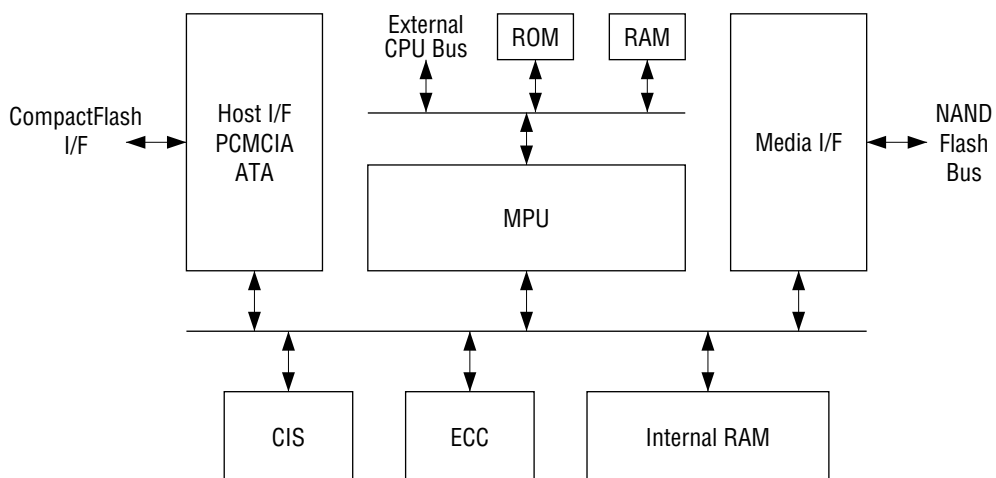 External
CPU Bus
ROM
RAM
CompactFlash
I/F
Host I/F
PCMCIA
ATA
Media I/F
NAND
Flash
Bus
MPU
CIS
ECC
Internal RAM